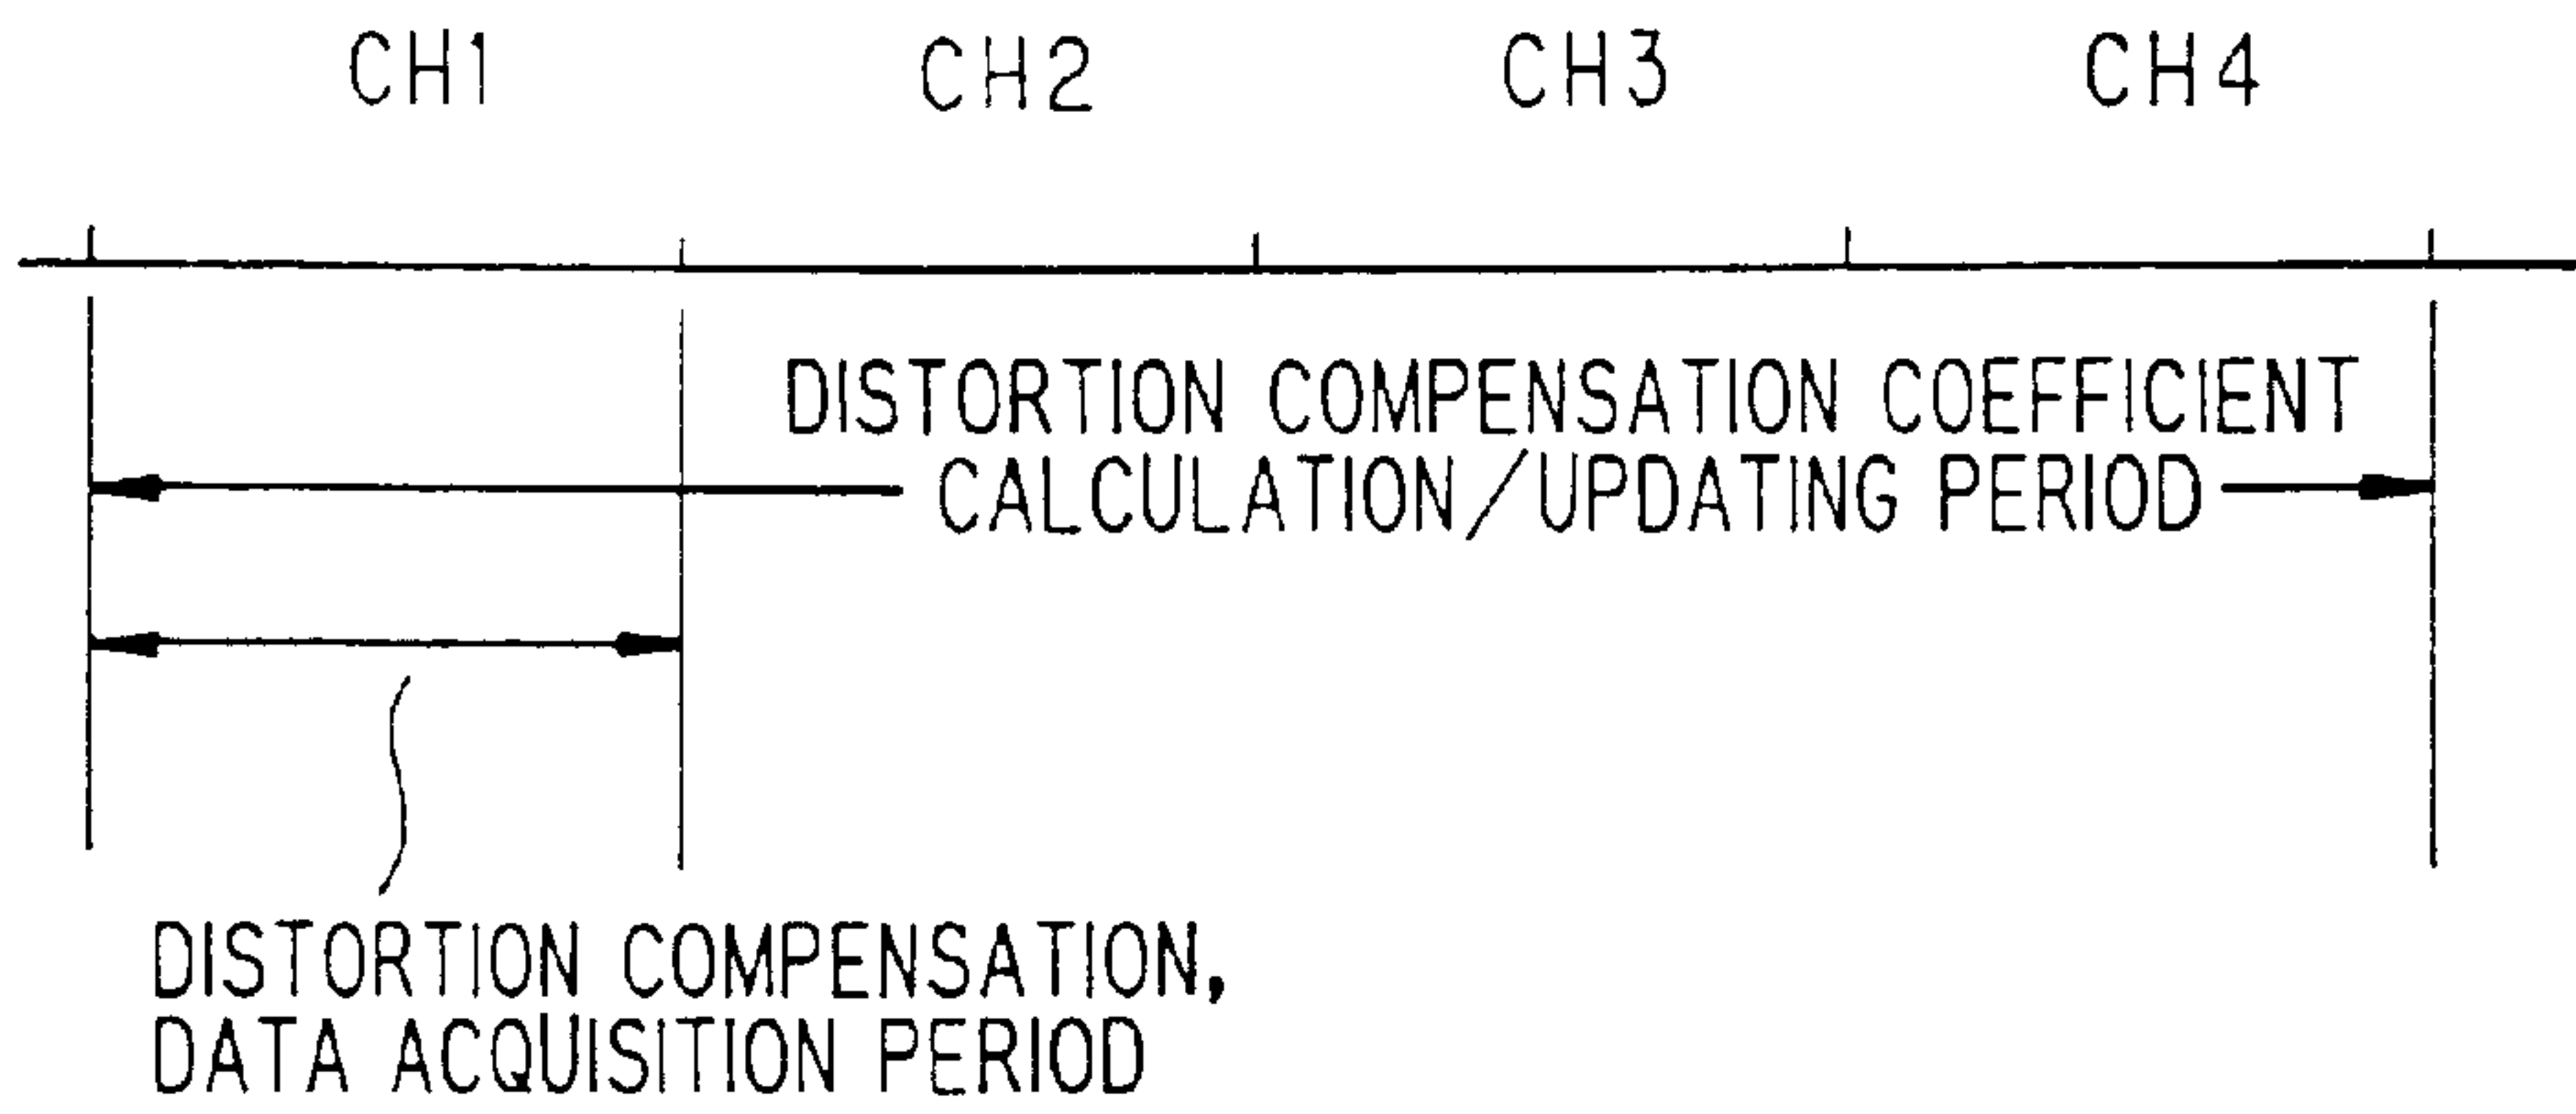 CH1 CH2 CH3 CH4
DISTORTION COMPENSATION COEFFICIENT
CALCULATION/UPDATING PERIOD
DISTORTION COMPENSATION,
DATA ACQUISITION PERIOD